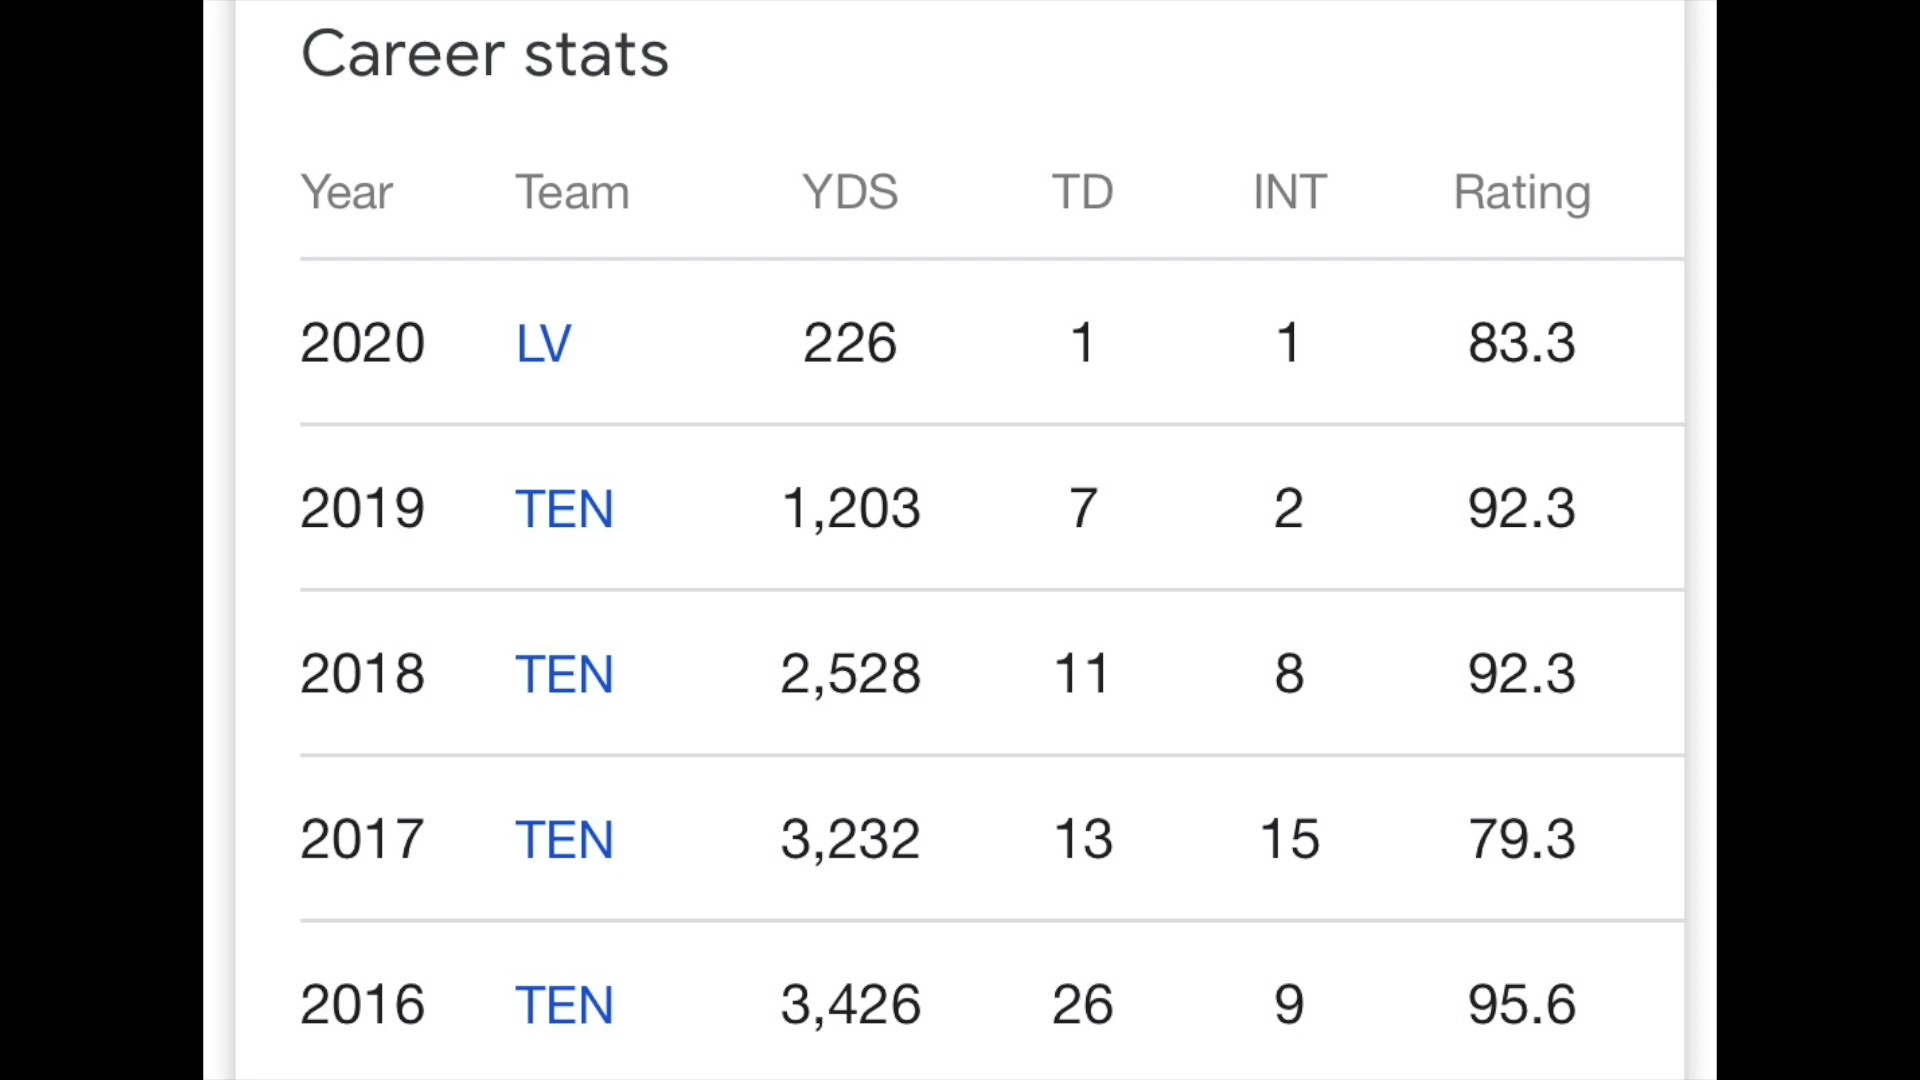 Career stats
Year Team YDS TD INT Rating
2020 LV 226 1 1 83.3
2019 TEN 1,203 7 2 92.3
2018 TEN 2,528 11 8 92.3
2017 TEN 3,232 13 15 79.3
2016 TEN 3,426 26 9 95.6